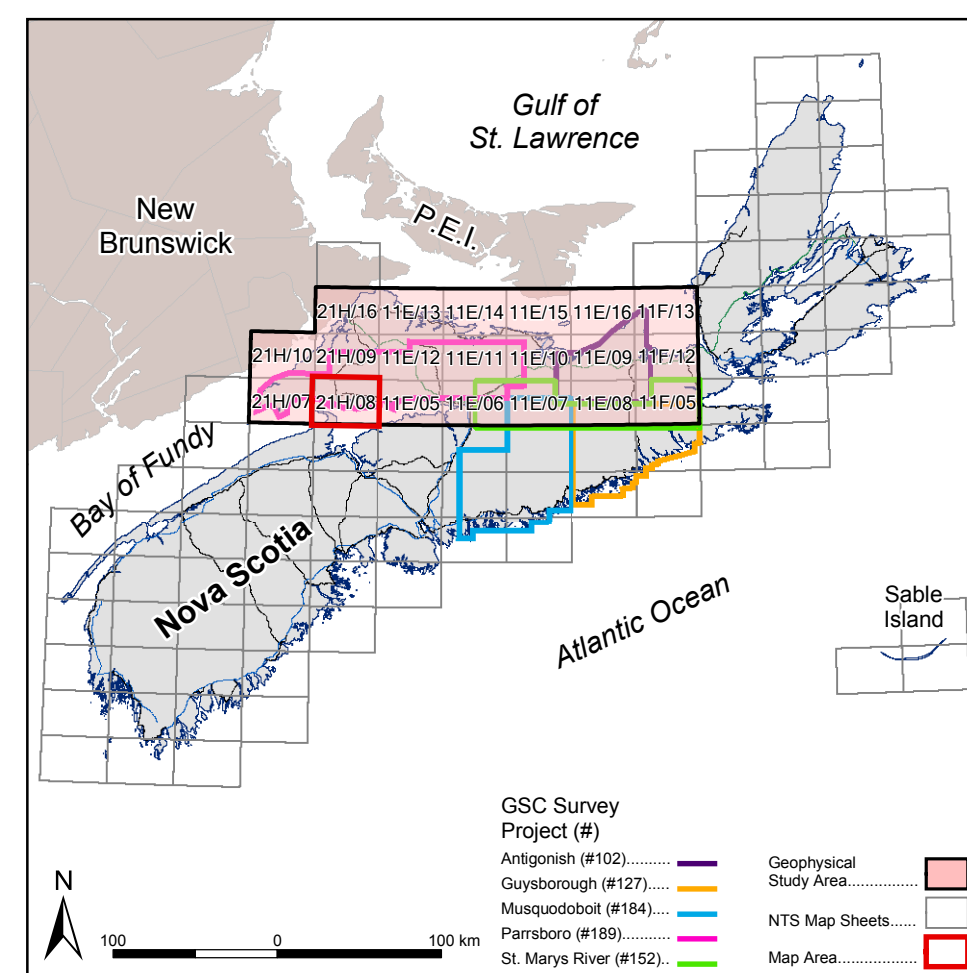 Gulf of
St. Lawrence
New
Brunswick
P.E.I.
21H/16 11E/13 11E/14 11E/15 11E/16 11F/13
21H/10 21H/09 11E/12 11E/11 11E/10 11E/09 11F/12
21H/07 21H/08 11E/05 11E/06 11E/07 11E/08 11F/05
Bay of Fundy
Nova Scotia
Atlantic Ocean
Sable
Island
GSC Survey
Project (#)
Antigonish (#102)..........
Guysborough (#127).....
Musquodoboit (#184)....
Parrsboro (#189)...........
St. Marys River (#152)..
Geophysical
Study Area................
NTS Map Sheets......
Map Area..................
N
100 0 100 km